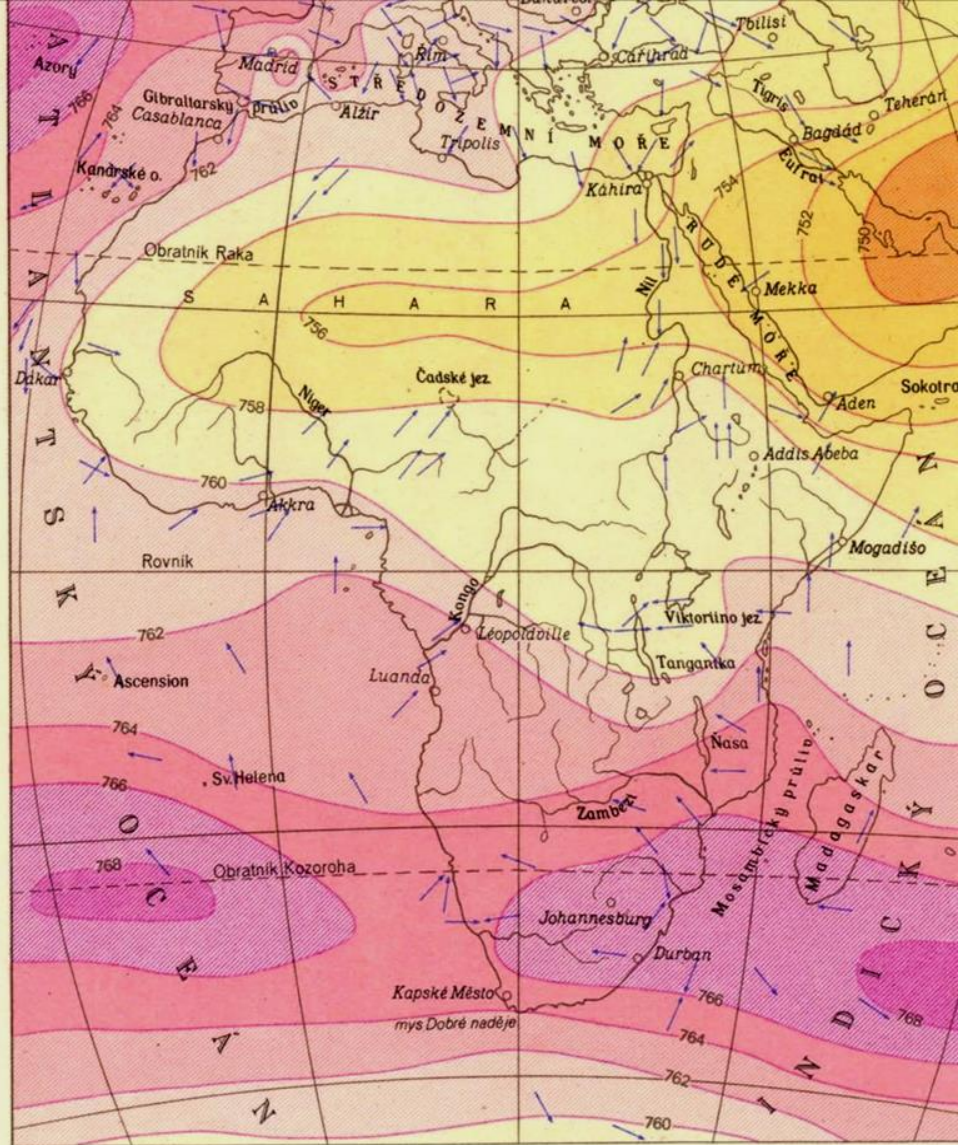 Tbilisi
Madrid
Řím
Cařihrad
Azory
766
764
STŘEDOZEMNÍ MOŘE
Gibraltarský průliv
Casablanca
Alžír
Tigris
Teherán
Tripolis
Bagdád
762
Kanárské o.
Káhira
Eufrat
754
752
750
Obratník Raka
RUDÉ MOŘE
Nil
SAHARA
Mekka
756
Dakar
Čadské jez.
Chartúm
Sokotra
758
Niger
Aden
Addis Abeba
760
Akkra
Rovník
Mogadišo
Kongo
762
Viktoriino jez.
Léopoldville
Ascension
Luanda
Tanganika
764
Ňasa
766
Sv. Helena
Zambezi
Mosambický průliv
Madagaskar
768
Obratník Kozoroha
Johannesburg
Durban
Kapské Město
mys Dobré naděje
766
768
764
762
760
ATLANTSKÝ OCEÁN
INDICKÝ OCEÁN